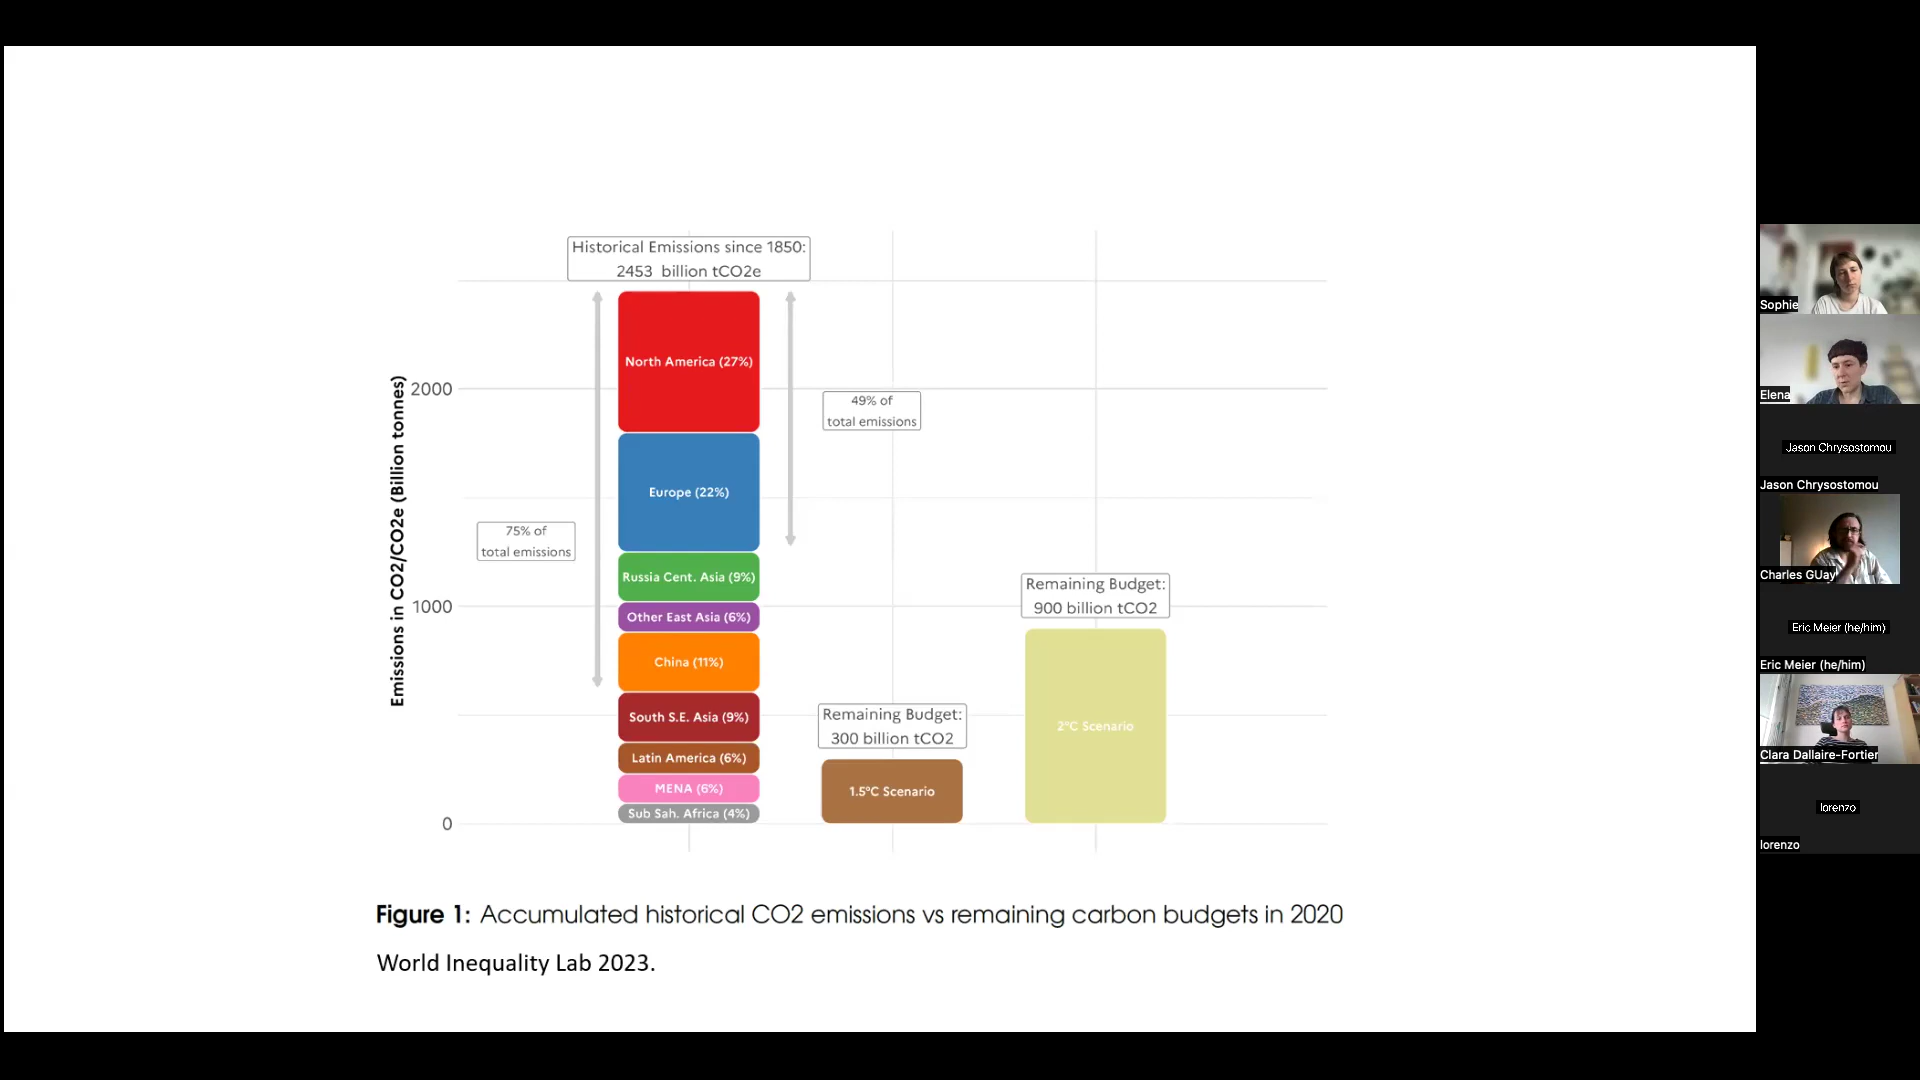 Historical Emissions since 1850:
2453 billion tCO2e
North America (27%)
2000
49% of
total emissions
Europe (22%)
75% of
total emissions
Emissions in CO2/CO2e (Billion tonnes)
Russia Cent. Asia (9%)
1000
Other East Asia (6%)
China (11%)
South S.E. Asia (9%)
Latin America (6%)
MENA (6%)
Sub Sah. Africa (4%)
0
Remaining Budget:
300 billion tCO2
1.5°C Scenario
Remaining Budget:
900 billion tCO2
2°C Scenario
Figure 1: Accumulated historical CO2 emissions vs remaining carbon budgets in 2020
World Inequality Lab 2023.
Sophie
Elena
Jason Chrysostomou
Jason Chrysostomou
Charles GUay
Eric Meier (he/him)
Eric Meier (he/him)
Clara Dallaire-Fortier
lorenzo
lorenzo